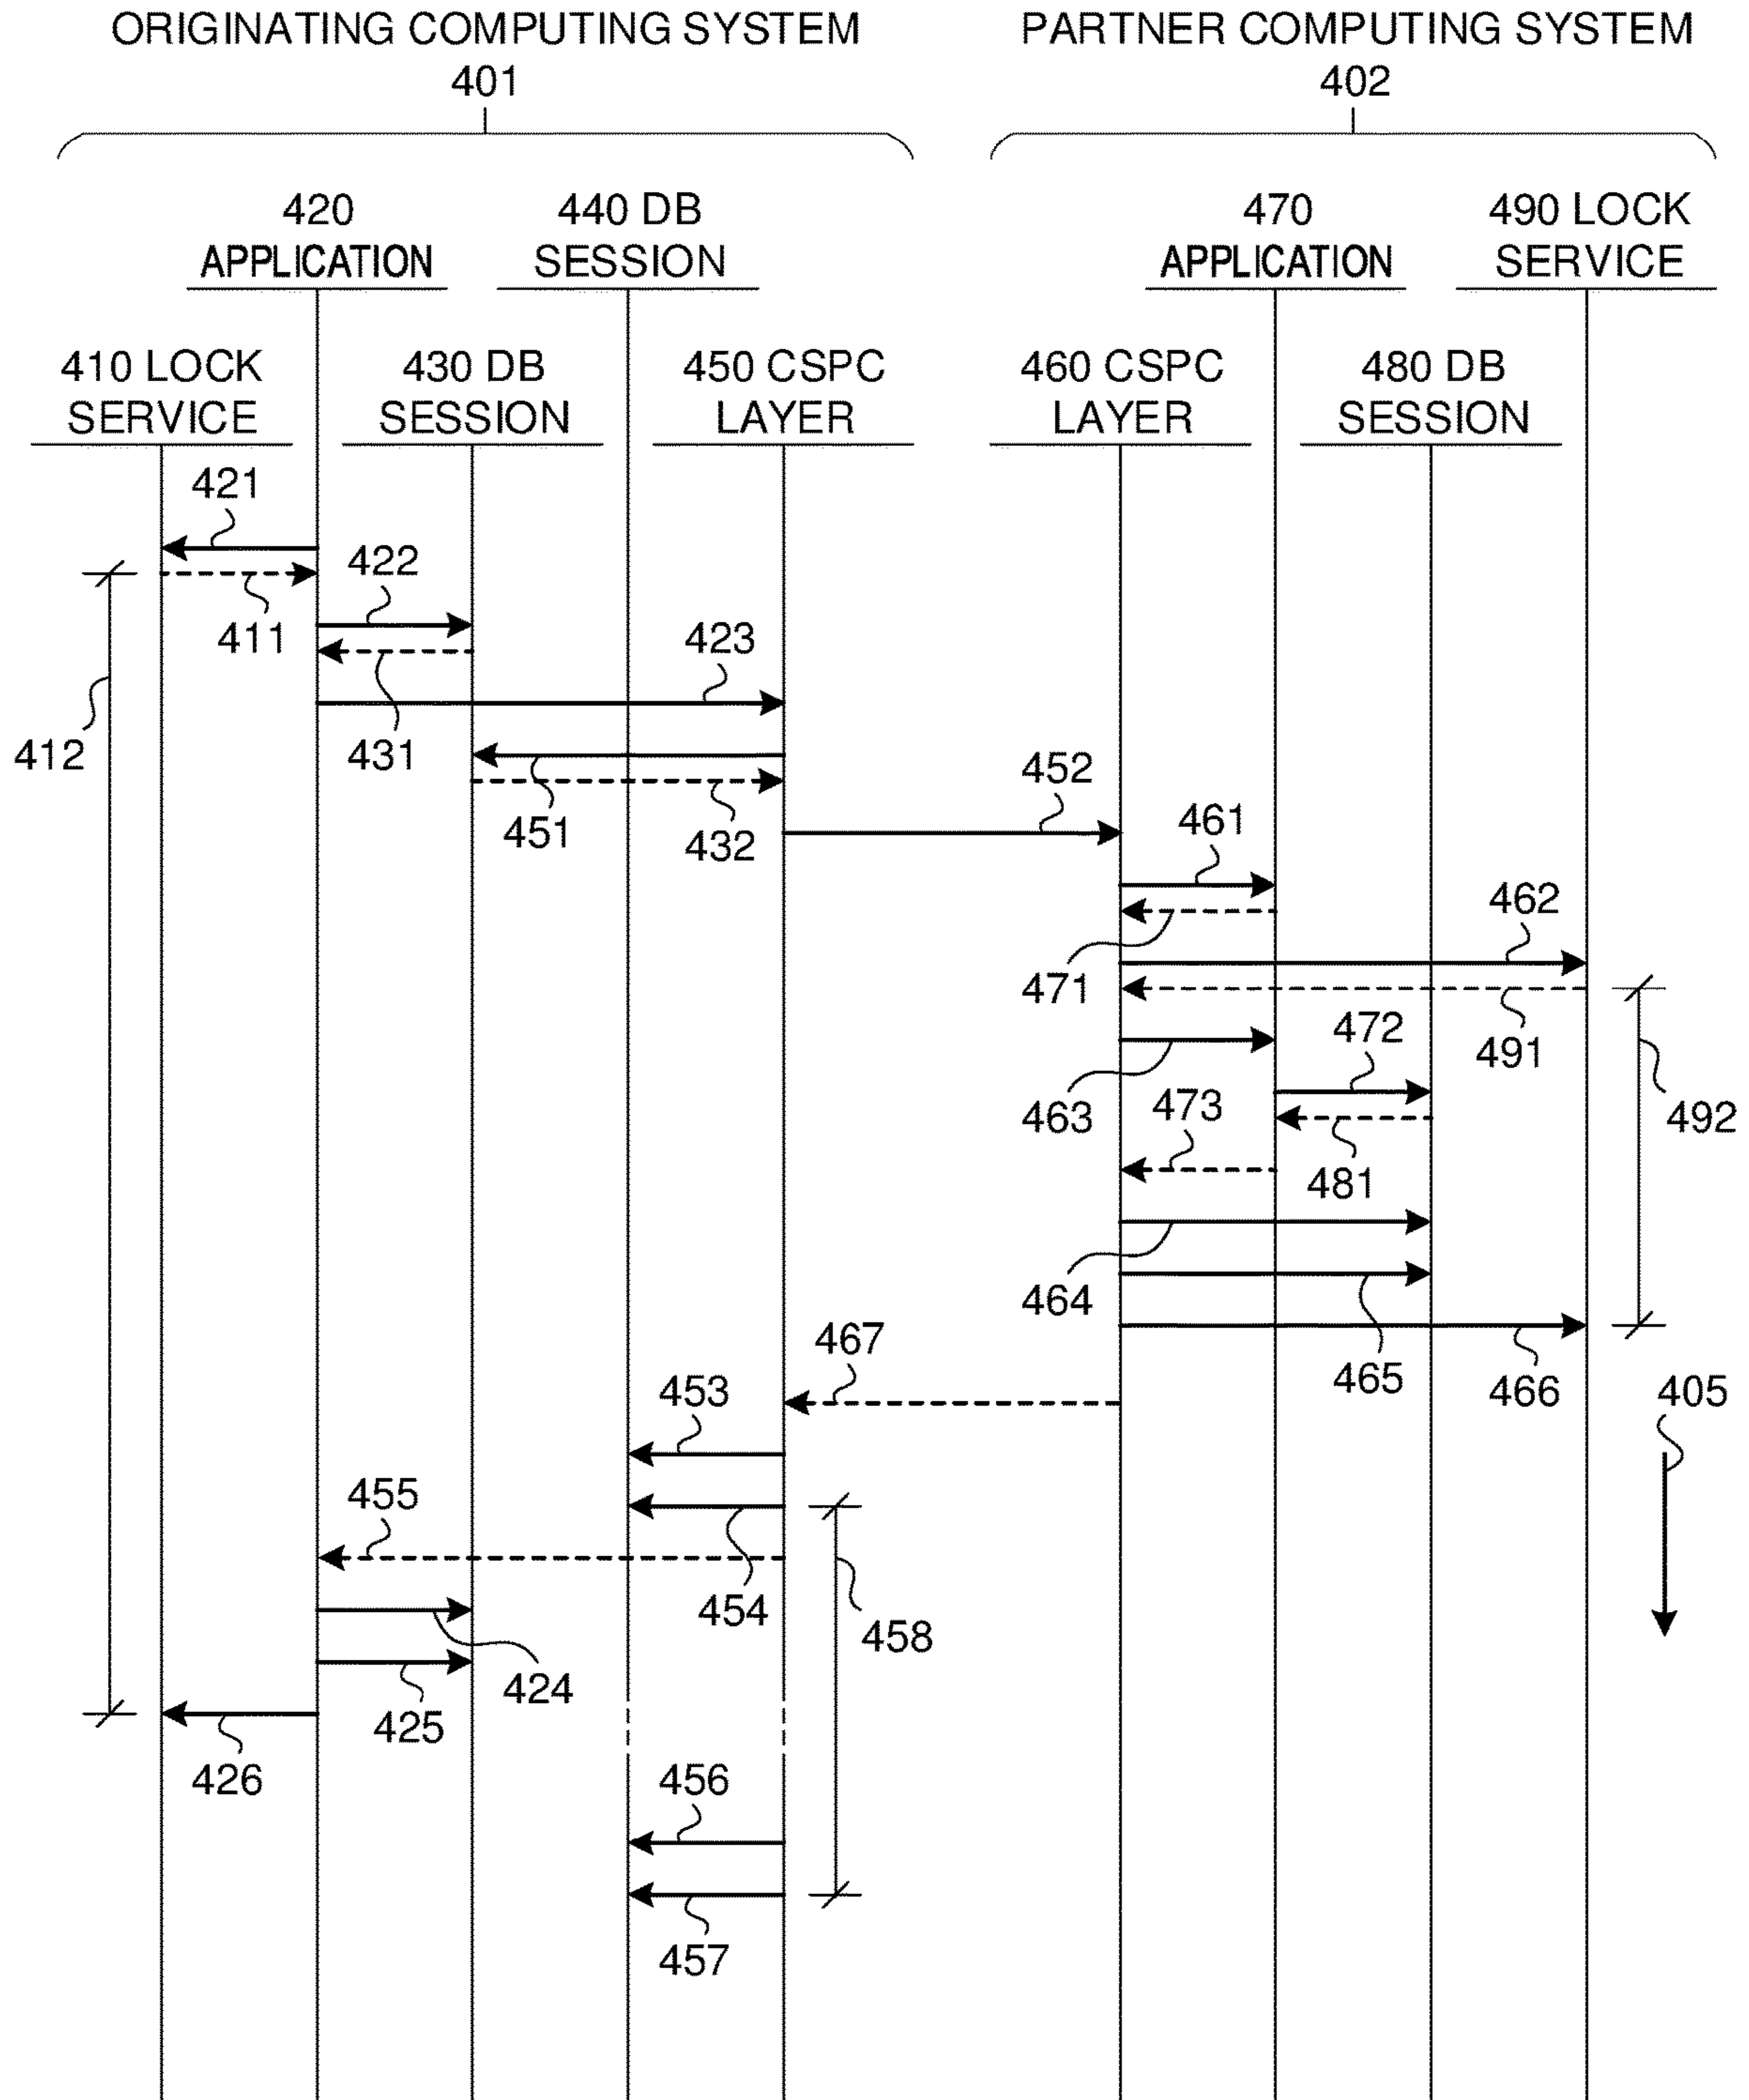 ORIGINATING COMPUTING SYSTEM
401
PARTNER COMPUTING SYSTEM
402
420
APPLICATION
440 DB
SESSION
470
APPLICATION
490 LOCK
SERVICE
410 LOCK
SERVICE
430 DB
SESSION
450 CSPC
LAYER
460 CSPC
LAYER
480 DB
SESSION
421
422
411
423
412
431
452
451
432
461
462
471
472
491
463
473
492
481
464
467
465
466
453
405
455
454
458
424
425
426
456
457